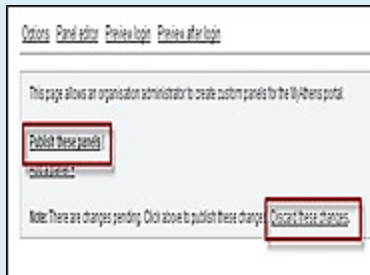 Options Panel editor Preview login Preview after login
This page allows an organisation administrator to create custom panels for the MyAthens portal.
Publish these panels |
Note: There are changes pending. Click above to publish these change Discard these changes.